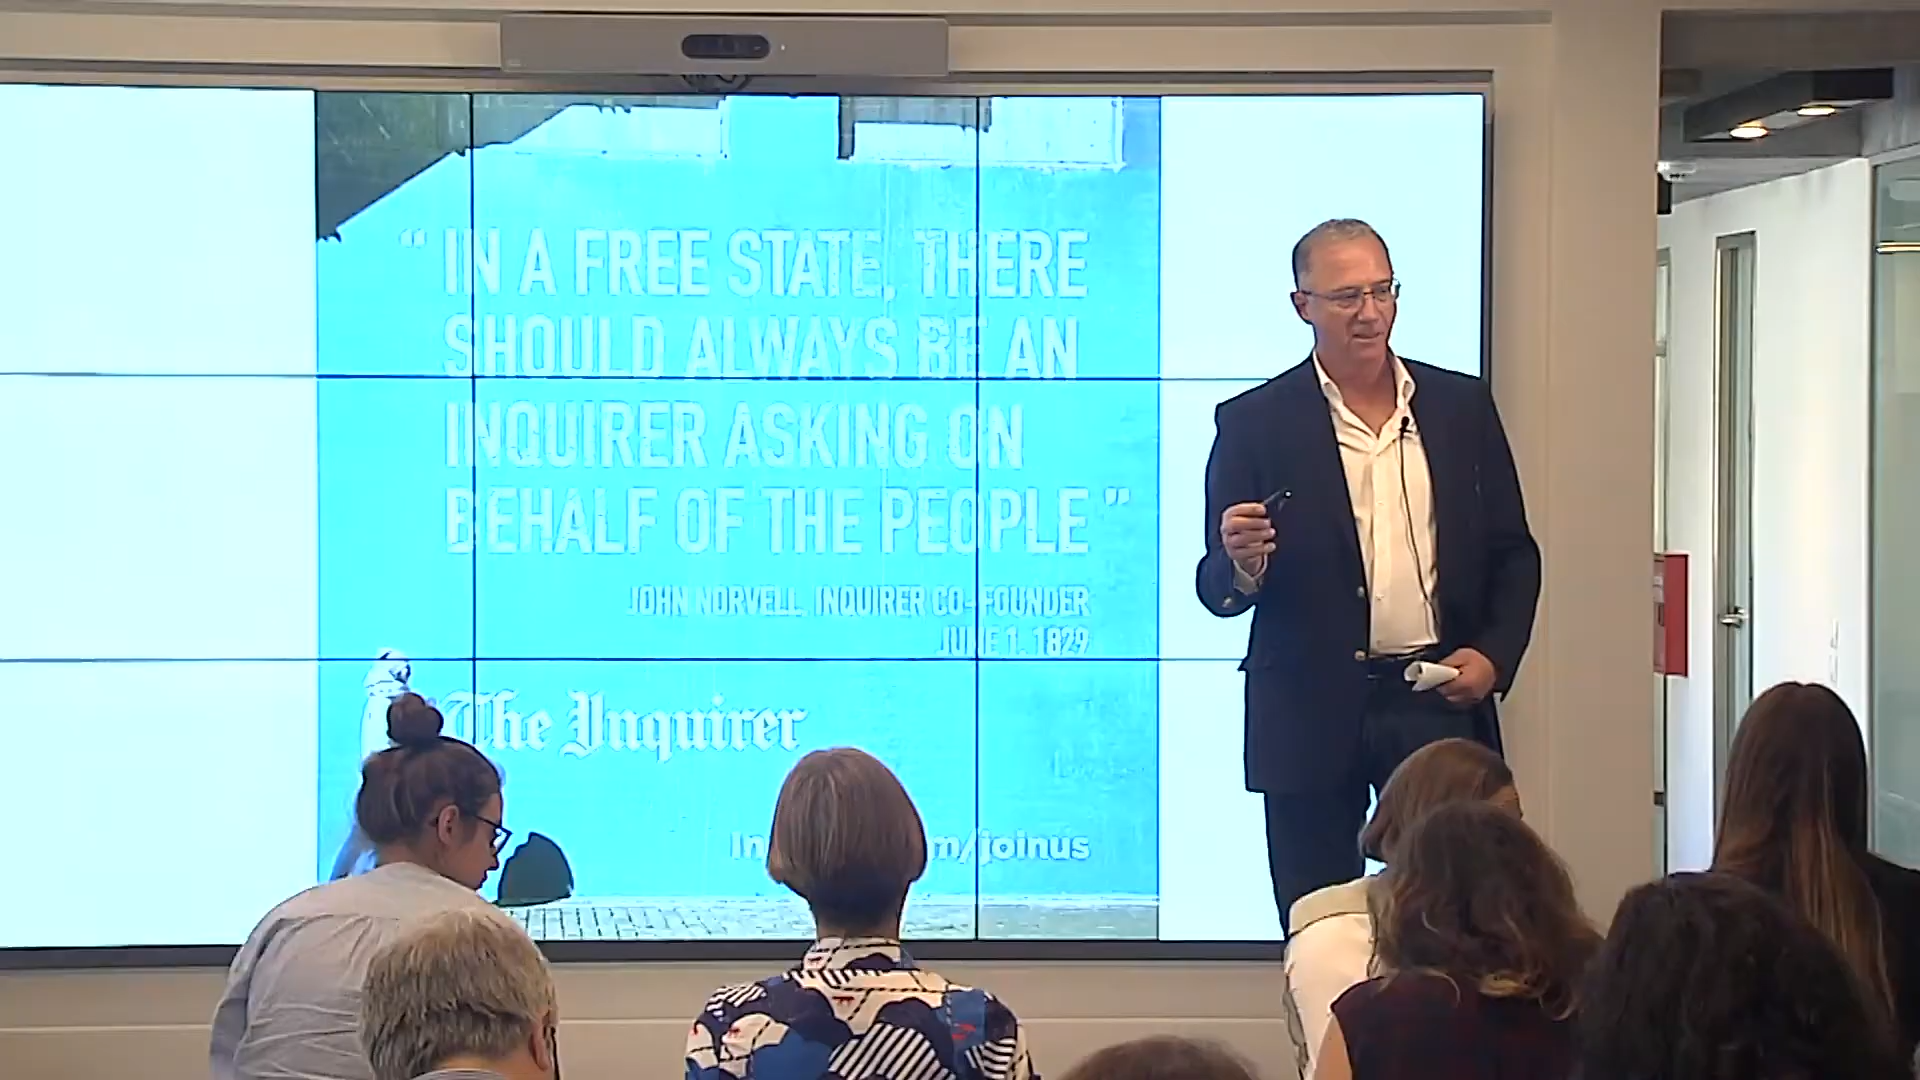 “ IN A FREE STATE, THERE
SHOULD ALWAYS BE AN
INQUIRER ASKING ON
BEHALF OF THE PEOPLE ”
JOHN NORVELL, INQUIRER CO-FOUNDER
JUNE 1, 1829
The Inquirer
/joinus